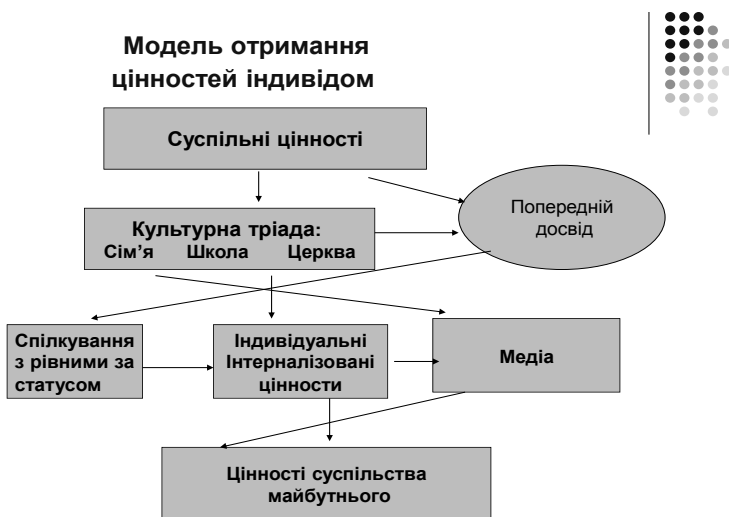 Модель отримання
цінностей індивідом
Суспільні цінності
Культурна тріада:
Сім’я Школа Церква
Попередній
досвід
Спілкування
з рівними за
статусом
Індивідуальні
Інтерналізовані
цінности
Медіа
Цінності суспільства
майбутнього